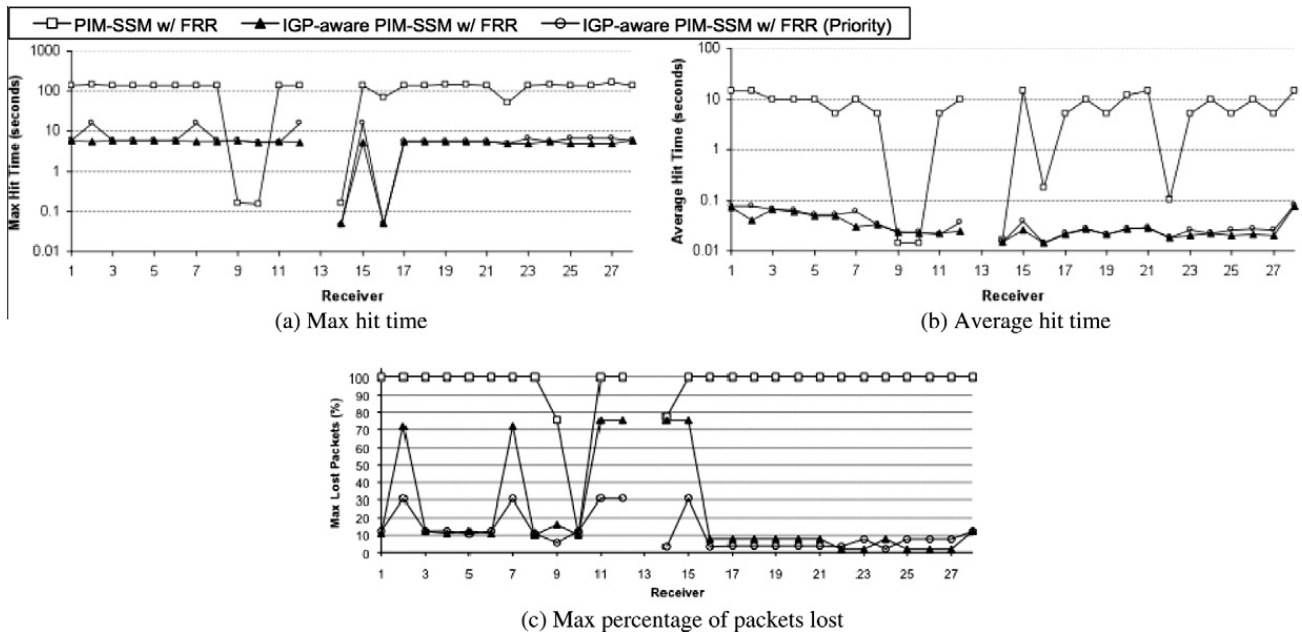 PIM-SSM w/ FRR IGP-aware PIM-SSM w/ FRR IGP-aware PIM-SSM w/ FRR (Priority)
Max Hit Time (seconds)
1000
100
10
1
0.1
0.01
1 3 5 7 9 11 13 15 17 19 21 23 25 27
Receiver
(a) Max hit time
Average Hit Time (seconds)
100
10
1
0.1
0.01
1 3 5 7 9 11 13 15 17 19 21 23 25 27
Receiver
(b) Average hit time
Max Lost Packets (%)
100
90
80
70
60
50
40
30
20
10
0
1 3 5 7 9 11 13 15 17 19 21 23 25 27
Receiver
(c) Max percentage of packets lost